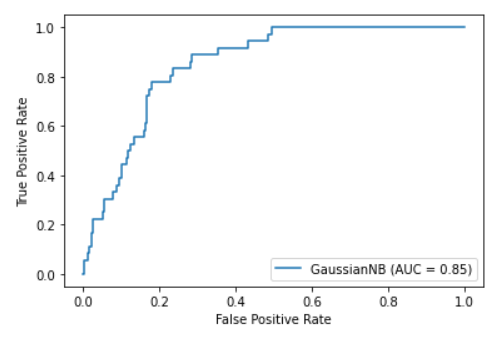 1.0
0.8
0.6
0.4
0.2
0.0
True Positive Rate
GaussianNB (AUC = 0.85)
0.0 0.2 0.4 0.6 0.8 1.0
False Positive Rate